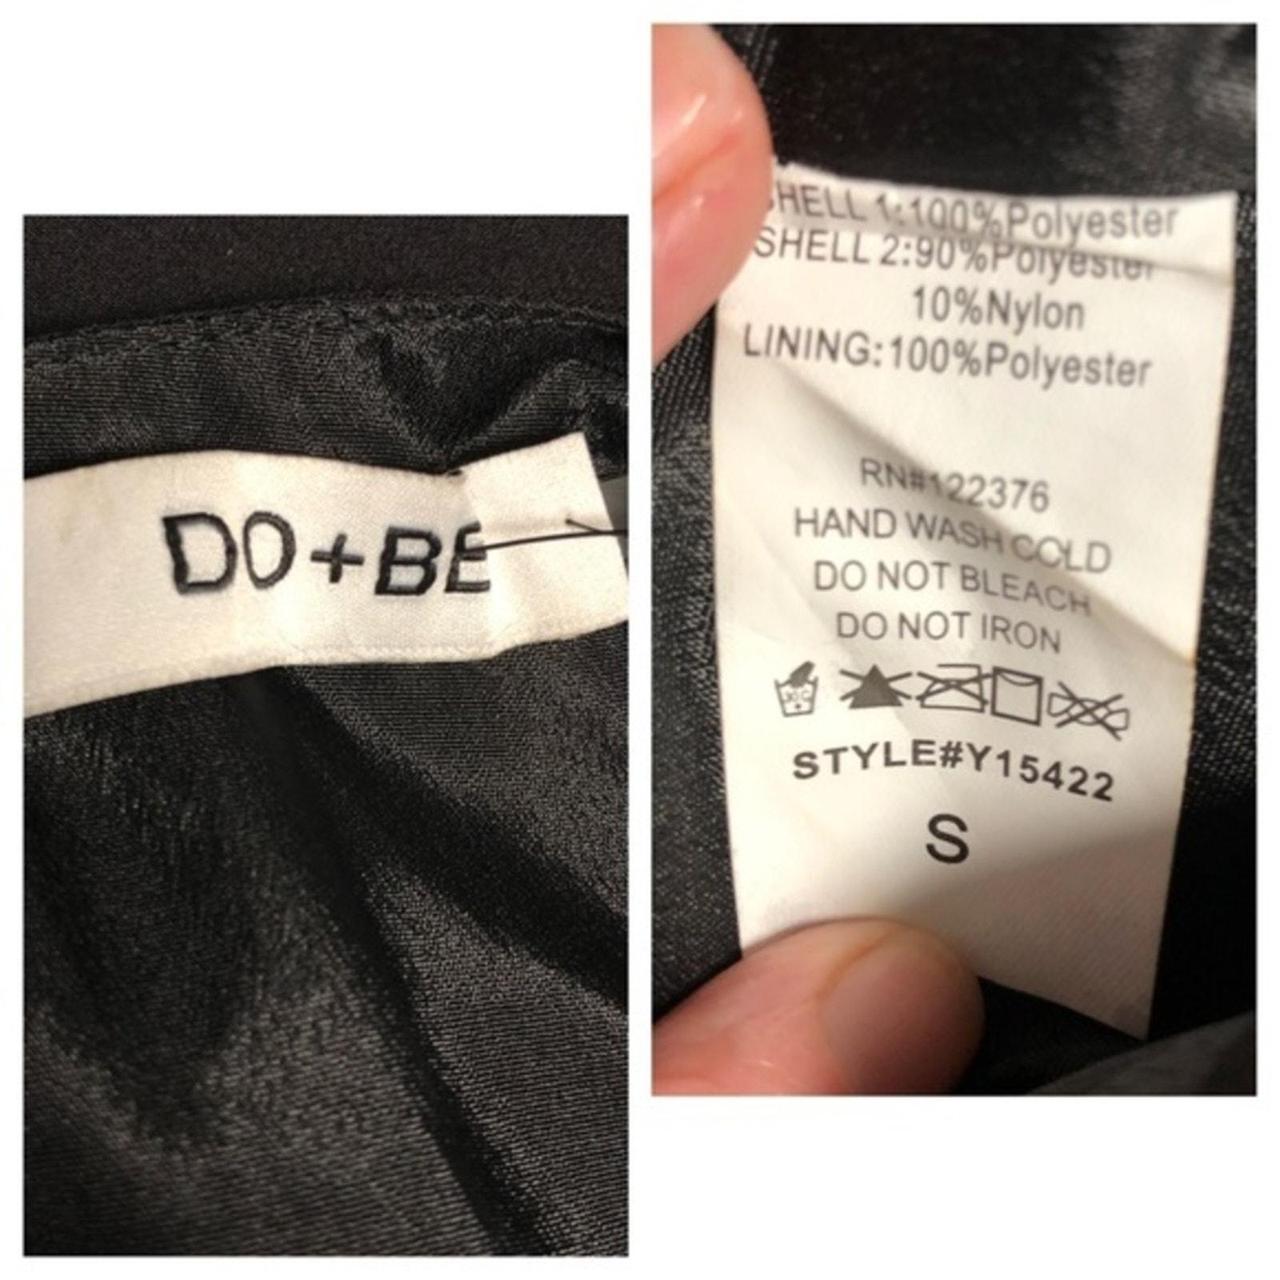 DO+BE
SHELL 1:100%Polyester
SHELL 2:90%Polyester
10%Nylon
LINING:100%Polyester
RN#122376
HAND WASH COLD
DO NOT BLEACH
DO NOT IRON
STYLE#Y15422
S